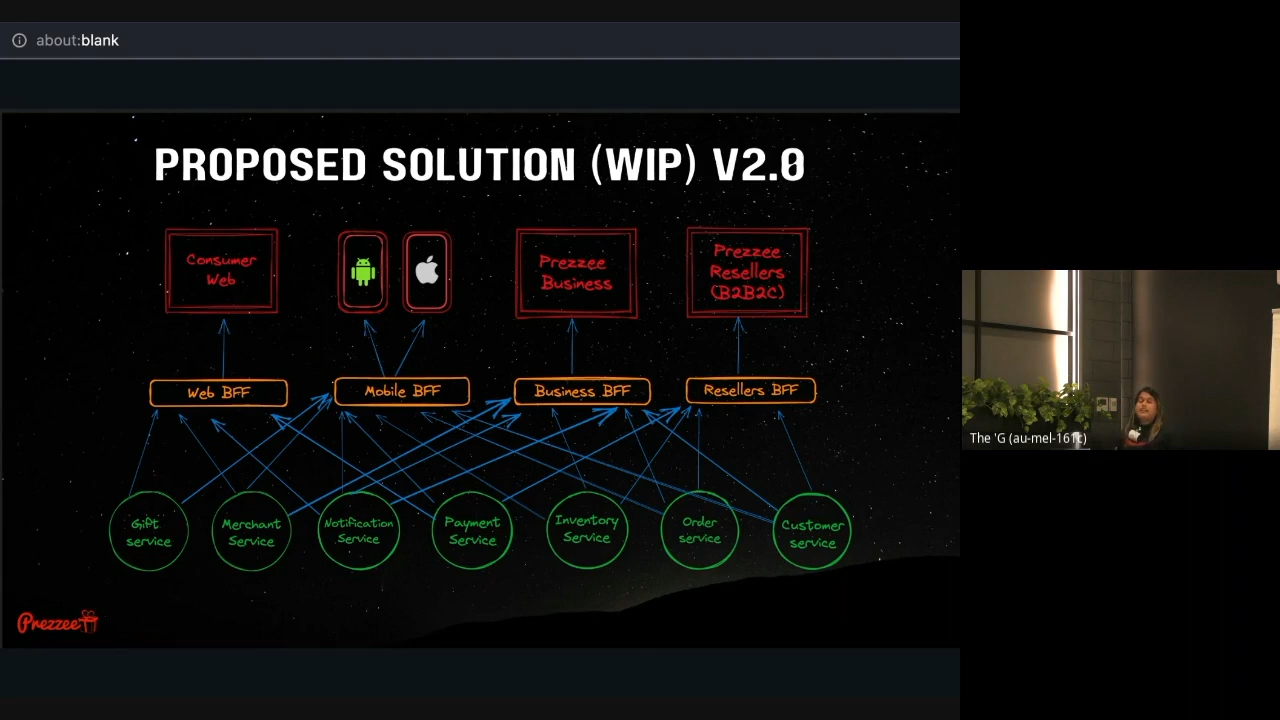 about:blank
PROPOSED SOLUTION (WIP) V2.0
Consumer
Web
Prezzee
Business
Prezzee
Resellers
(B2B2C)
Web BFF
Mobile BFF
Business BFF
Resellers BFF
Gift
service
Merchant
Service
Notification
Service
Payment
Service
Inventory
Service
Order
service
Customer
service
Prezzee
The 'G (au-mel-161c)